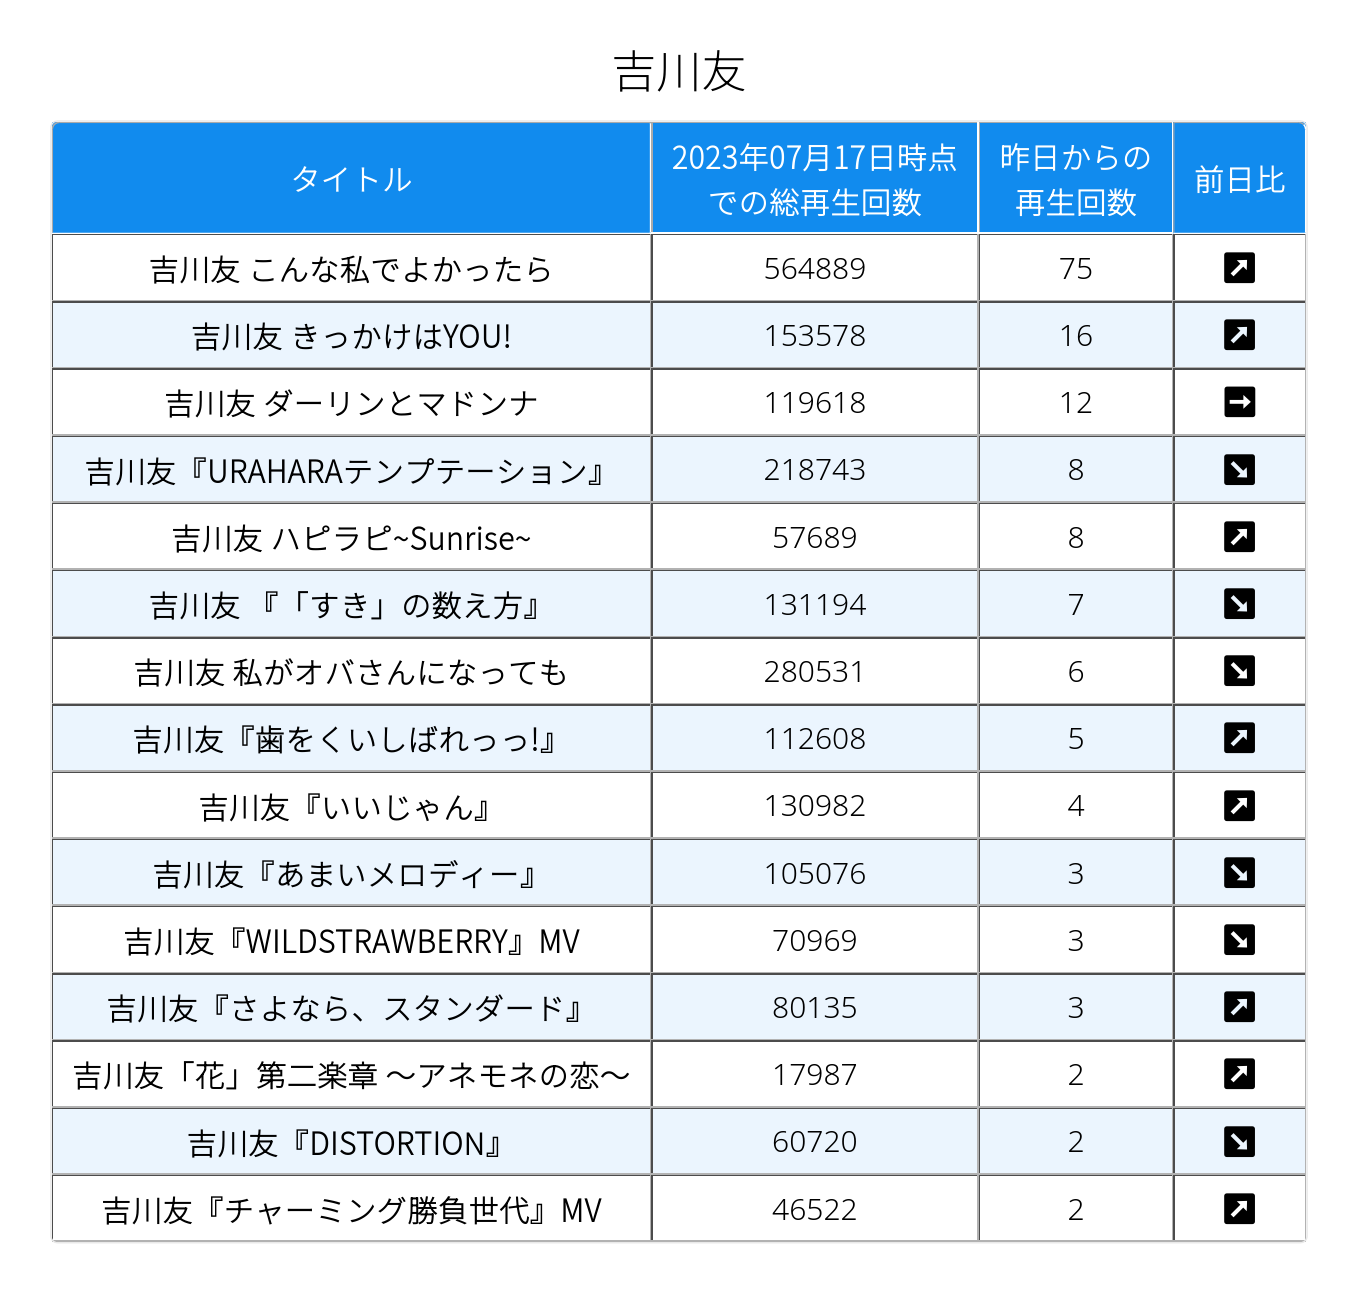 吉川友
タイトル
2023年07月17日時点
での総再生回数
昨日からの
再生回数
前日比
吉川友 こんな私でよかったら 564889 75 ↗
吉川友 きっかけはYOU! 153578 16 ↗
吉川友 ダーリンとマドンナ 119618 12 →
吉川友『URAHARAテンプテーション』 218743 8 ↘
吉川友 ハピラピ~Sunrise~ 57689 8 ↗
吉川友 『「すき」の数え方』 131194 7 ↘
吉川友 私がオバさんになっても 280531 6 ↘
吉川友『歯をくいしばれっっ!』 112608 5 ↗
吉川友『いいじゃん』 130982 4 ↗
吉川友『あまいメロディー』 105076 3 ↘
吉川友『WILDSTRAWBERRY』MV 70969 3 ↘
吉川友『さよなら、スタンダード』 80135 3 ↗
吉川友「花」第二楽章 〜アネモネの恋〜 17987 2 ↗
吉川友『DISTORTION』 60720 2 ↘
吉川友『チャーミング勝負世代』MV 46522 2 ↗